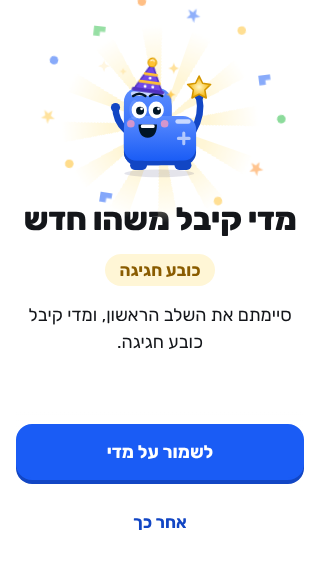 מדי קיבל משהו חדש
כובע חגיגה
סיימתם את השלב הראשון, ומדי קיבל
כובע חגיגה.
לשמור על מדי
אחר כך